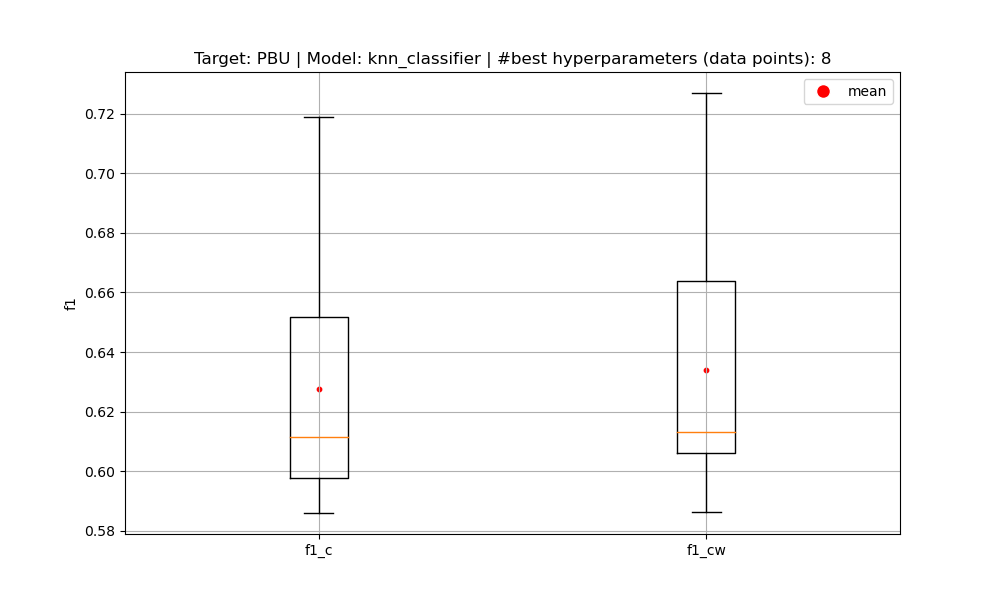 Target: PBU | Model: knn_classifier | #best hyperparameters (data points): 8
mean
0.72
0.70
0.68
0.66
0.64
0.62
0.60
0.58
f1
f1_c
f1_cw